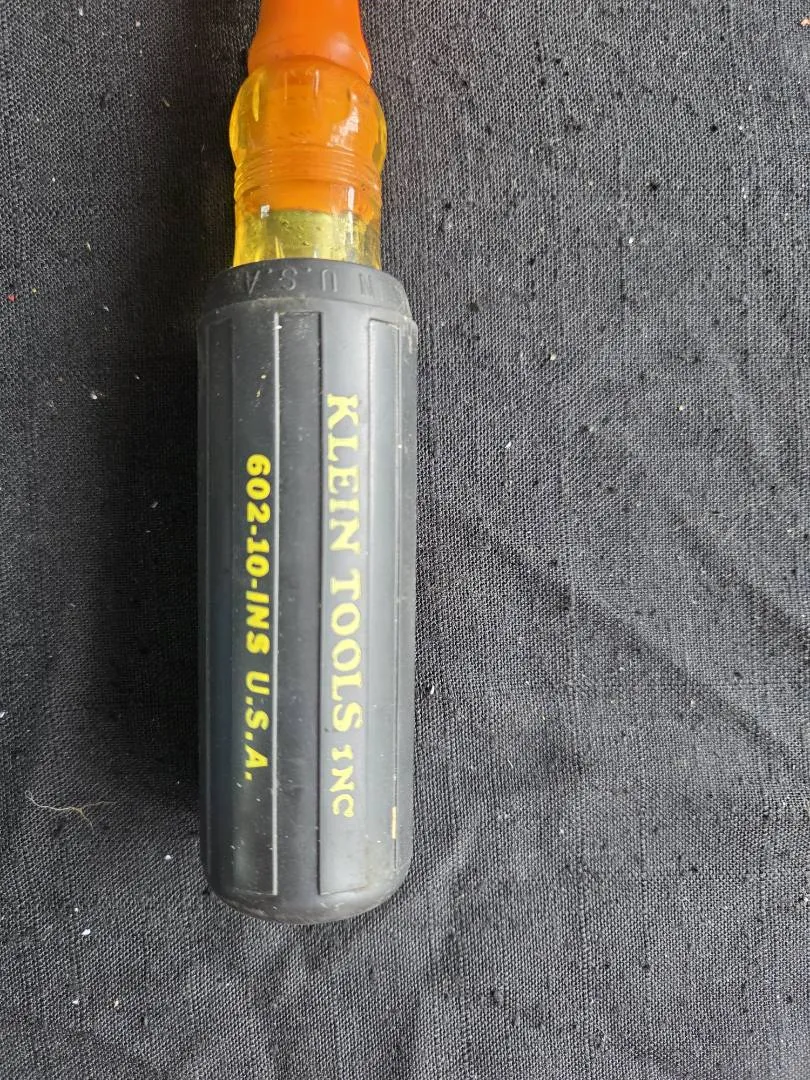 N U.S.A.
KLEIN TOOLS INC
602-10-INS U.S.A.